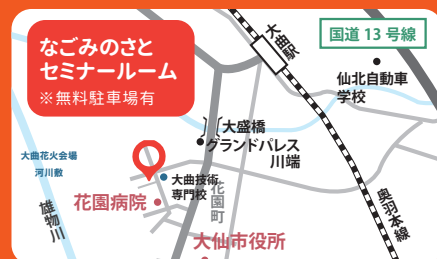 なごみのさと
セミナールーム
※無料駐車場有
大曲駅
国道13号線
仙北自動車
学校
大盛橋
グランドパレス
川端
大曲花火会場
河川敷
大曲技術
専門校
花園町
花園病院
雄物川
大仙市役所
奥羽本線